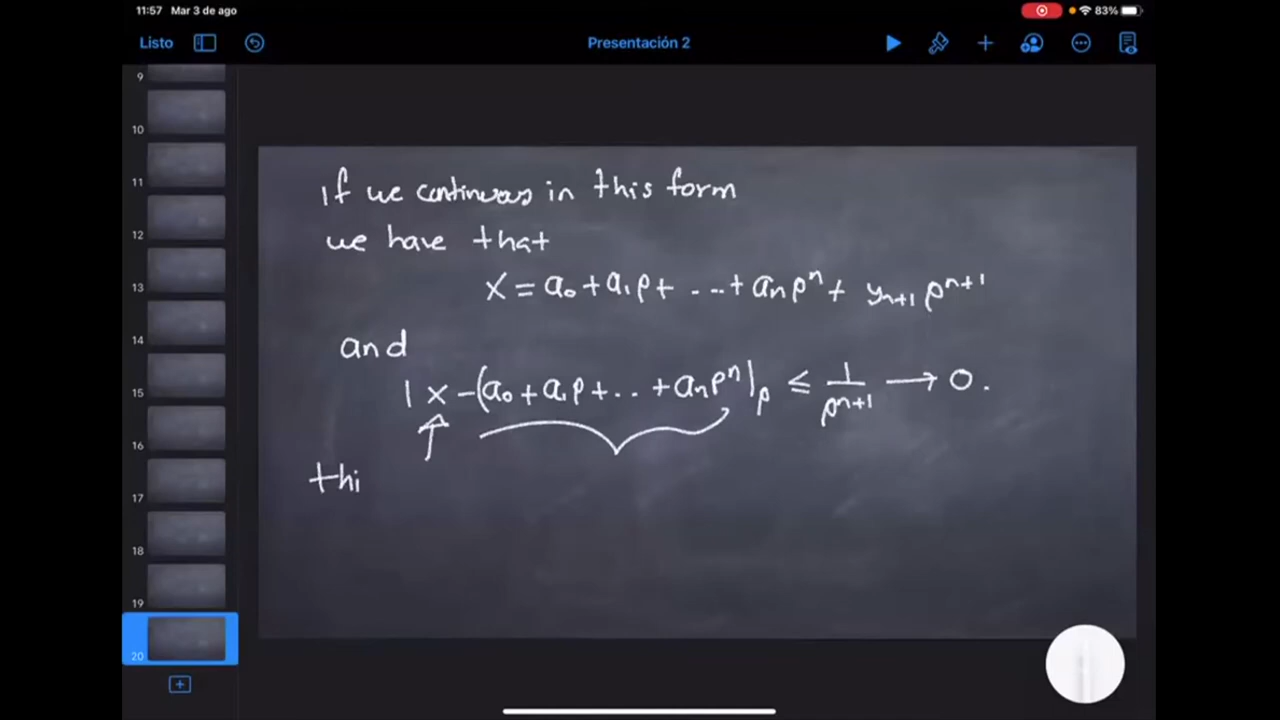 11:57 Mar 3 de ago
83%
Listo
Presentación 2
9
10
11
12
13
14
15
16
17
18
19
20
If we continuos in this form
we have that
x = a₀ + a₁p + . ... + aₙpⁿ + yₙ₊₁ pⁿ⁺¹
and
| x - (a₀ + a₁p + ... + aₙpⁿ)|ₚ ≤ 1/pⁿ⁺¹ → 0.
thi